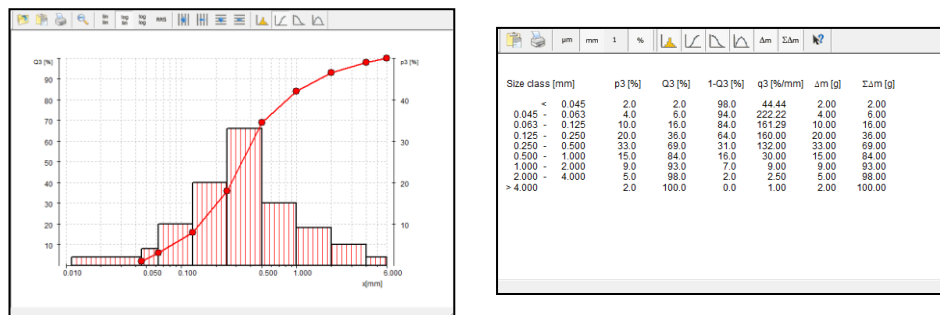 lin lin log lin log log RRS
Q3 [%] p3 [%]
90
80 40
70
60 30
50
40 20
30
20 10
10
0.010 0.050 0.100 0.500 1.000 6.000
x[mm]
µm mm 1 % Δm ΣΔm
Size class [mm] p3 [%] Q3 [%] 1-Q3 [%] q3 [%/mm] Δm [g] ΣΔm [g]
< 0.045 2.0 2.0 98.0 44.44 2.00 2.00
0.045 - 0.063 4.0 6.0 94.0 222.22 4.00 6.00
0.063 - 0.125 10.0 16.0 84.0 161.29 10.00 16.00
0.125 - 0.250 20.0 36.0 64.0 160.00 20.00 36.00
0.250 - 0.500 33.0 69.0 31.0 132.00 33.00 69.00
0.500 - 1.000 15.0 84.0 16.0 30.00 15.00 84.00
1.000 - 2.000 9.0 93.0 7.0 9.00 9.00 93.00
2.000 - 4.000 5.0 98.0 2.0 2.50 5.00 98.00
> 4.000 2.0 100.0 0.0 1.00 2.00 100.00